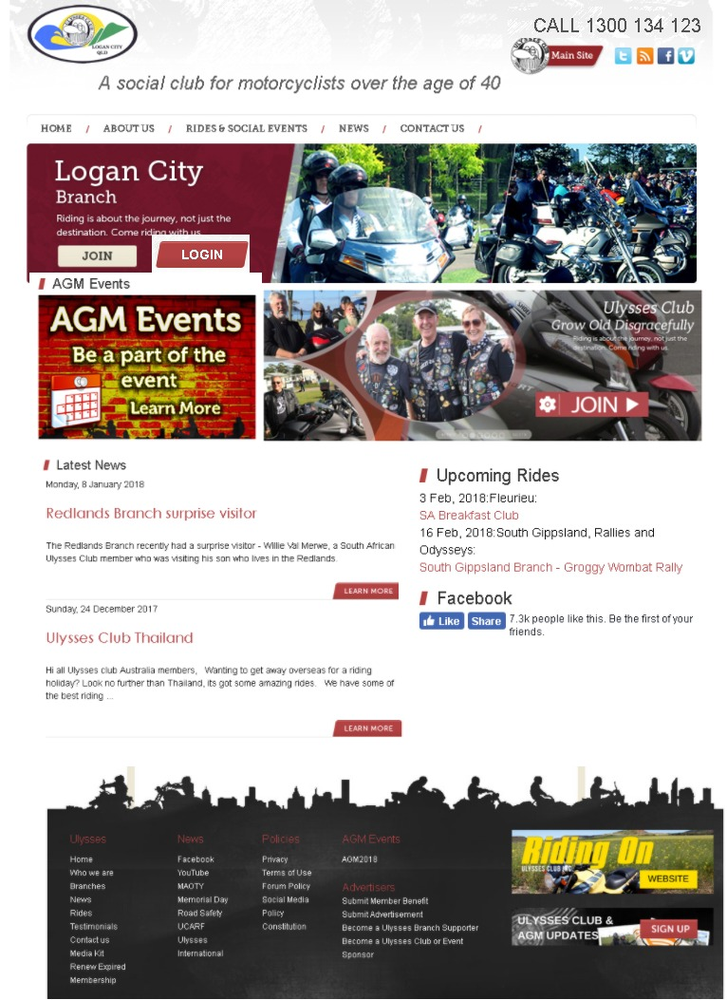 ULYSSES CLUB
LOGAN CITY
QLD
CALL 1300 134 123
ULYSSES CLUB
Main Site
A social club for motorcyclists over the age of 40
HOME / ABOUT US / RIDES & SOCIAL EVENTS / NEWS / CONTACT US /
Logan City
Branch
Riding is about the journey, not just the
destination. Come riding with us.
JOIN
LOGIN
AGM Events
AGM Events
Be a part of the
event
Learn More
Ulysses Club
Grow Old Disgracefully
Riding is about the journey, not just the
destination. Come riding with us.
JOIN
Latest News
Monday, 8 January 2018
Redlands Branch surprise visitor
The Redlands Branch recently had a surprise visitor - Willie Val Merwe, a South African
Ulysses Club member who was visiting his son who lives in the Redlands.
LEARN MORE
Sunday, 24 December 2017
Ulysses Club Thailand
Hi all Ulysses club Australia members, Wanting to get away overseas for a riding
holiday? Look no further than Thailand, its got some amazing rides. We have some of
the best riding ...
LEARN MORE
Upcoming Rides
3 Feb, 2018:Fleurieu:
SA Breakfast Club
16 Feb, 2018:South Gippsland, Rallies and
Odysseys:
South Gippsland Branch - Groggy Wombat Rally
Facebook
Like Share 7.3k people like this. Be the first of your
friends.
Ulysses
Home
Who we are
Branches
News
Rides
Testimonials
Contact us
Media Kit
Renew Expired
Membership
News
Facebook
YouTube
MAOTY
Memorial Day
Road Safety
UCARF
Ulysses
International
Policies
Privacy
Terms of Use
Forum Policy
Social Media
Policy
Constitution
AGM Events
AGM2018
Advertisers
Submit Member Benefit
Submit Advertisement
Become a Ulysses Branch Supporter
Become a Ulysses Club or Event
Sponsor
Riding On
ULYSSES CLUB INC.
WEBSITE
ULYSSES CLUB &
AGM UPDATES
SIGN UP